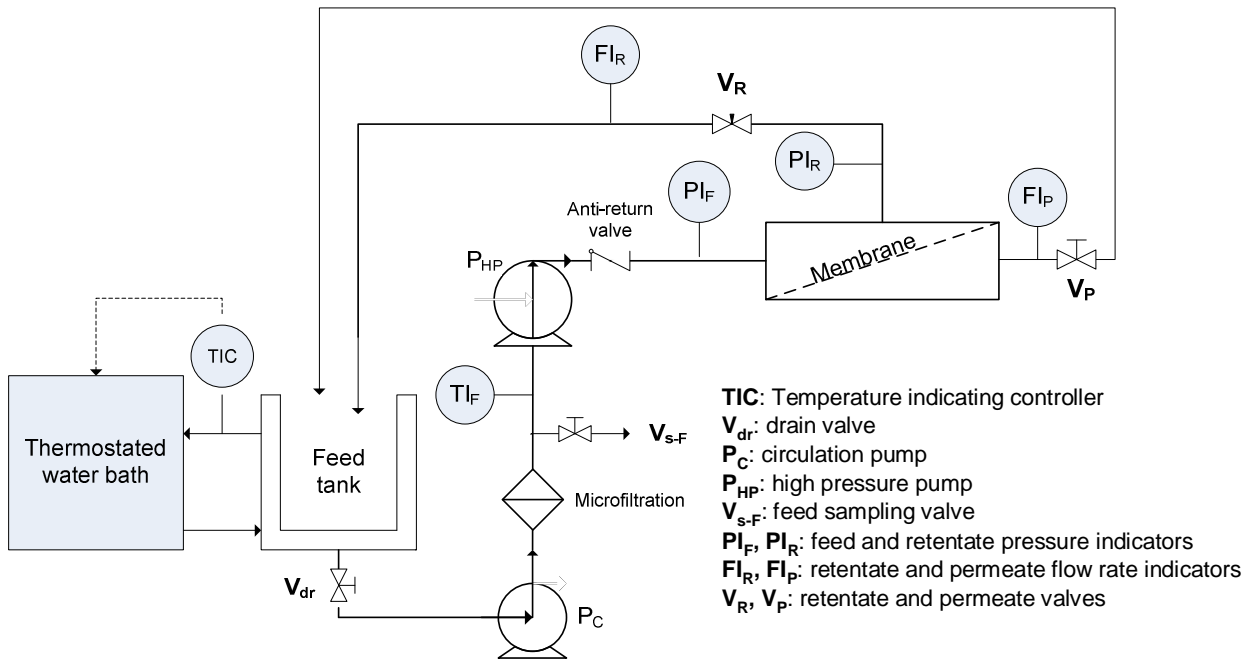 FI_R
V_R
PI_R
PI_F
FI_P
Anti-return
valve
P_HP
Membrane
V_P
TIC
TI_F
Thermostated
water bath
Feed
tank
V_s-F
Microfiltration
V_dr
P_C
TIC: Temperature indicating controller
V_dr: drain valve
P_C: circulation pump
P_HP: high pressure pump
V_s-F: feed sampling valve
PI_F, PI_R: feed and retentate pressure indicators
FI_R, FI_P: retentate and permeate flow rate indicators
V_R, V_P: retentate and permeate valves